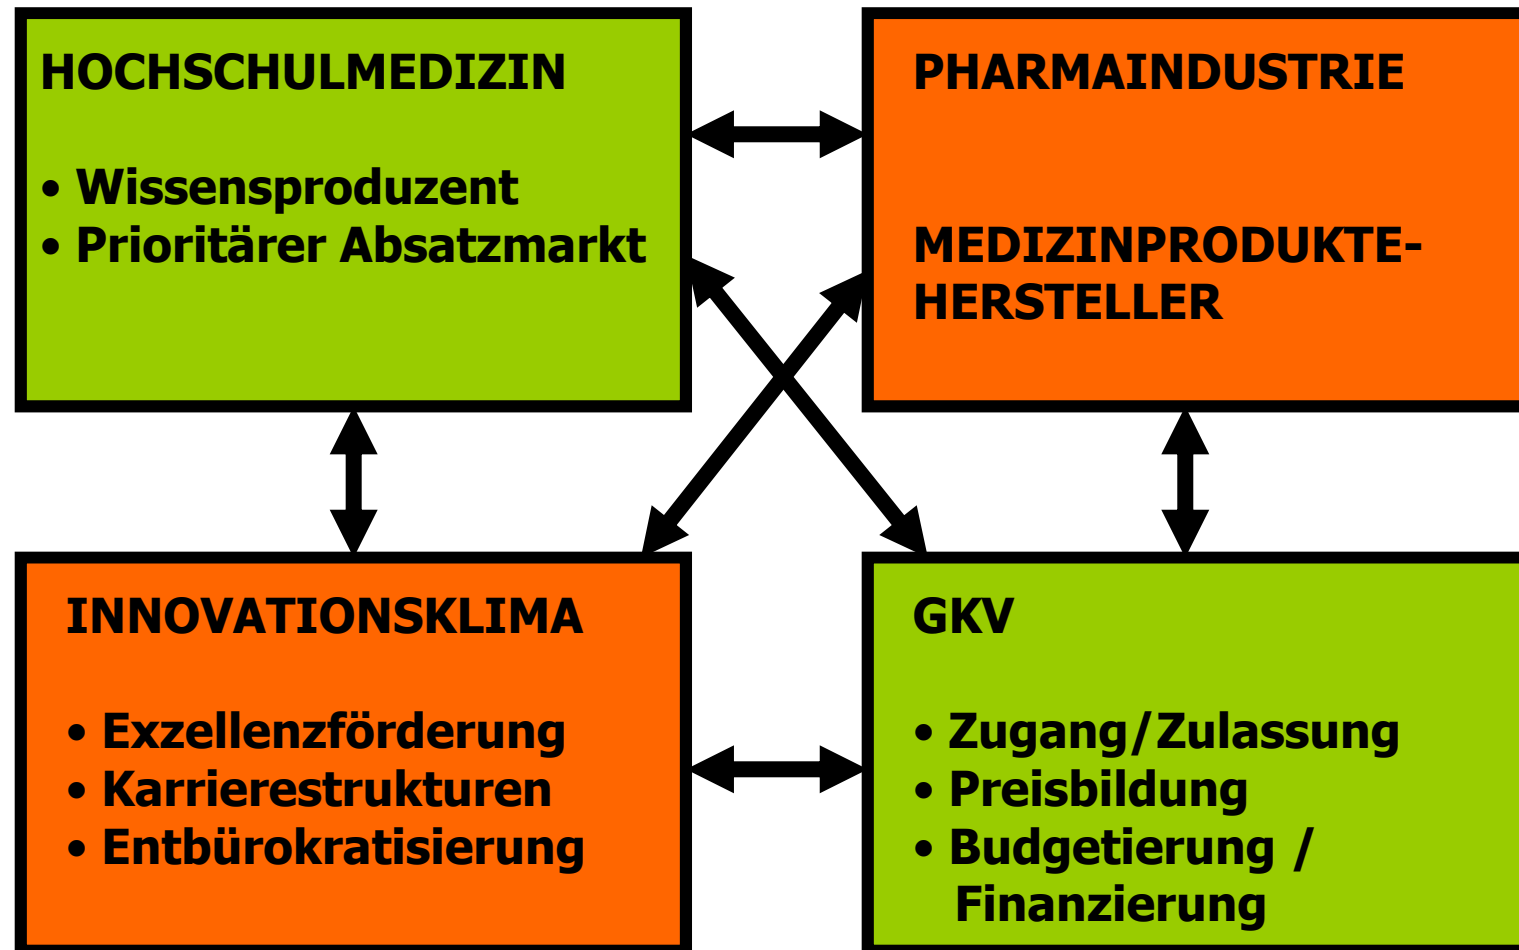 HOCHSCHULMEDIZIN
• Wissensproduzent
• Prioritärer Absatzmarkt
PHARMAINDUSTRIE
MEDIZINPRODUKTE-
HERSTELLER
INNOVATIONSKLIMA
• Exzellenzförderung
• Karrierestrukturen
• Entbürokratisierung
GKV
• Zugang/Zulassung
• Preisbildung
• Budgetierung /
Finanzierung